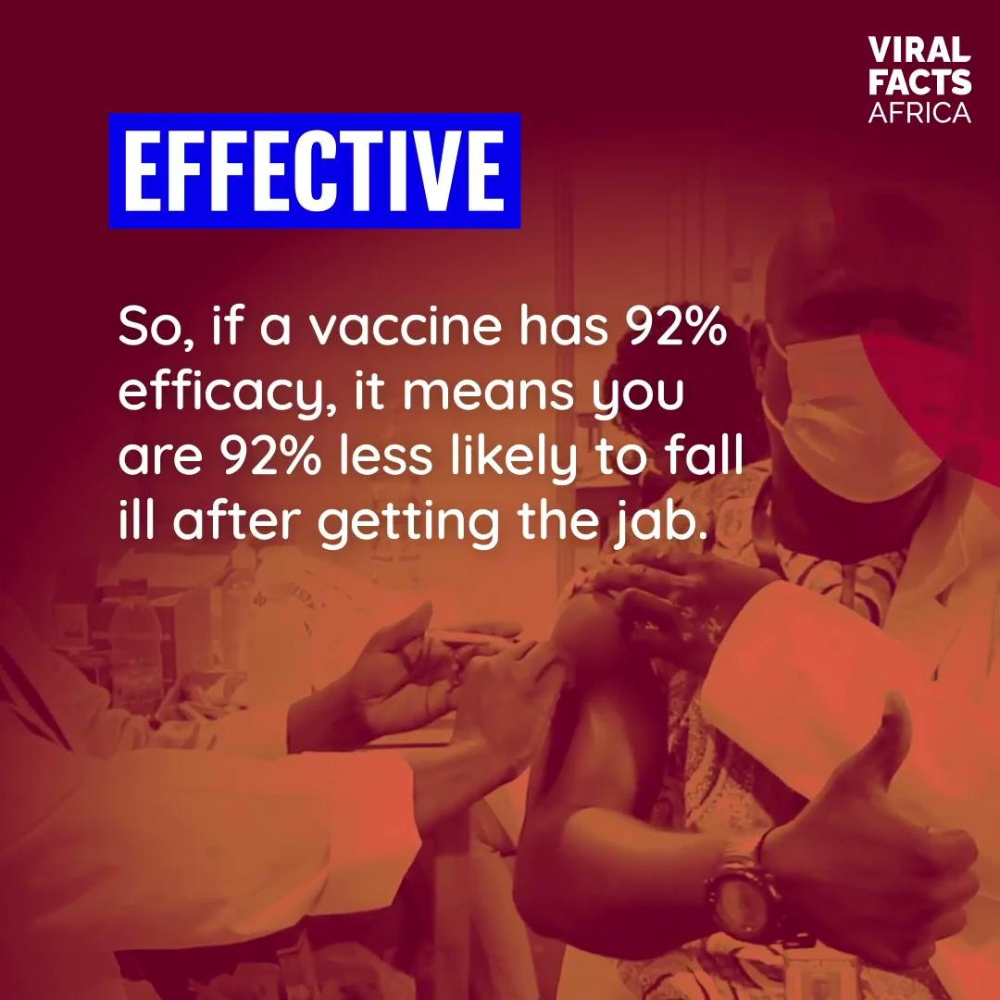 VIRAL
FACTS
AFRICA
EFFECTIVE
So, if a vaccine has 92%
efficacy, it means you
are 92% less likely to fall
ill after getting the jab.